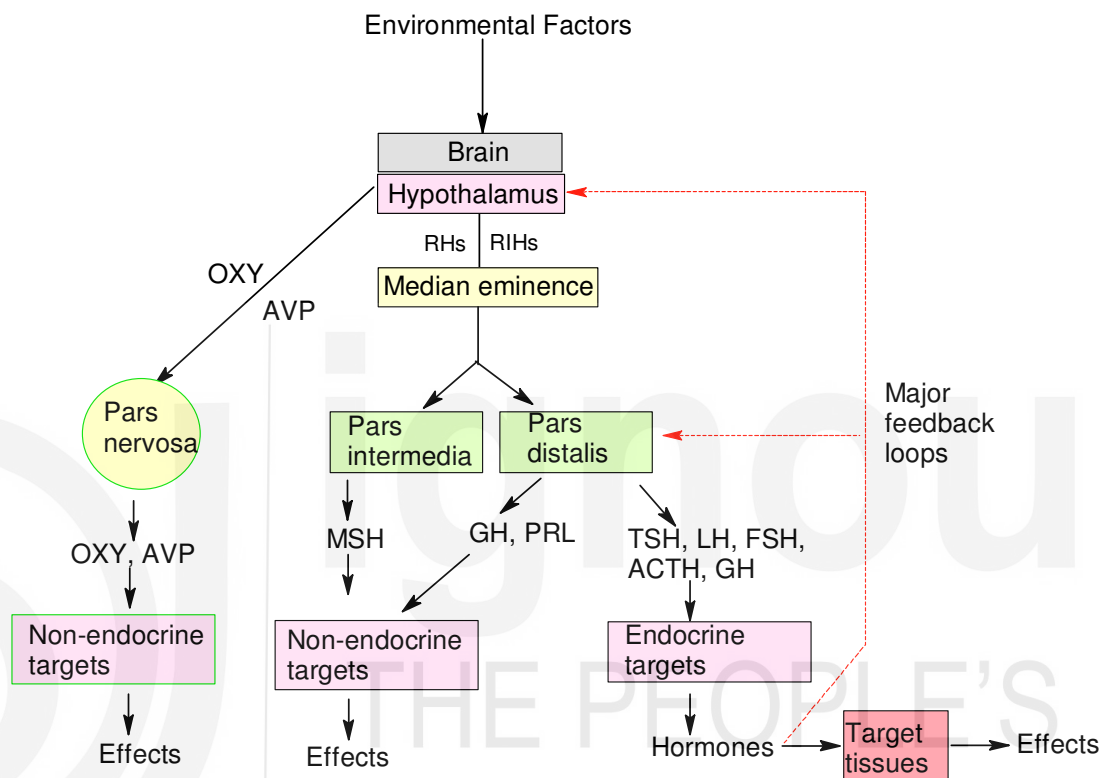 Environmental Factors
Brain
Hypothalamus
RHs
RIHs
OXY
AVP
Median eminence
Pars
nervosa
Pars
intermedia
Pars
distalis
Major
feedback
loops
OXY, AVP
MSH
GH, PRL
TSH, LH, FSH,
ACTH, GH
Non-endocrine
targets
Non-endocrine
targets
Endocrine
targets
Effects
Effects
Hormones
Target
tissues
Effects
ignou
THE PEOPLE'S